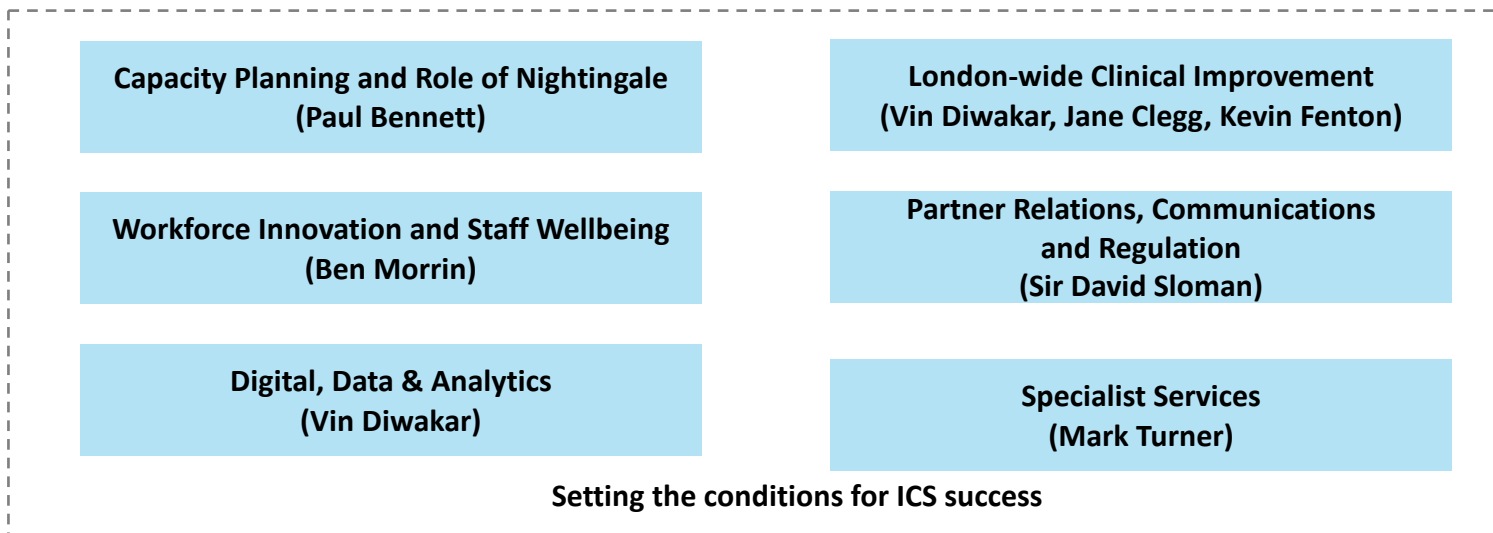 Capacity Planning and Role of Nightingale
(Paul Bennett)
London-wide Clinical Improvement
(Vin Diwakar, Jane Clegg, Kevin Fenton)
Workforce Innovation and Staff Wellbeing
(Ben Morrin)
Partner Relations, Communications
and Regulation
(Sir David Sloman)
Digital, Data & Analytics
(Vin Diwakar)
Specialist Services
(Mark Turner)
Setting the conditions for ICS success